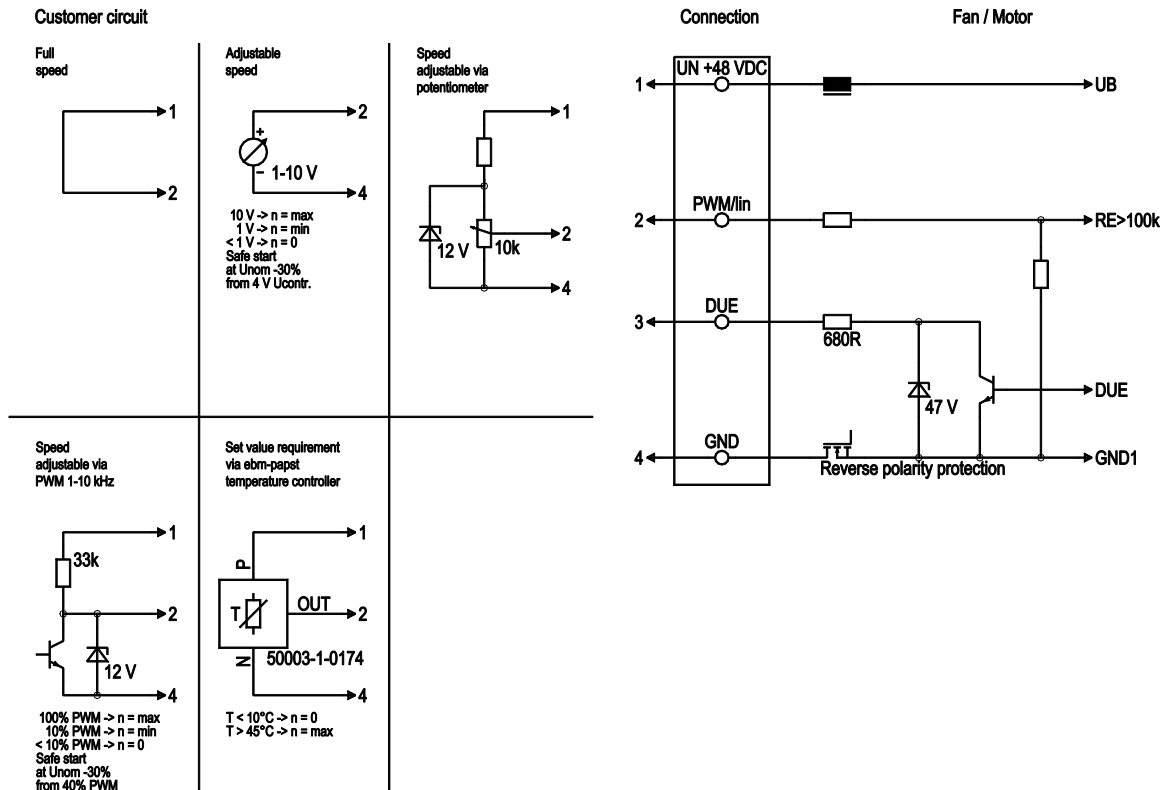 Customer circuit
Full
speed
1
2
Adjustable
speed
2
+
−
1-10 V
4
10 V -> n = max
1 V -> n = min
< 1 V -> n = 0
Safe start
at Unom -30%
from 4 V Ucontr.
Speed
adjustable via
potentiometer
1
2
12 V
10k
4
Speed
adjustable via
PWM 1-10 kHz
1
33k
2
12 V
4
100% PWM -> n = max
10% PWM -> n = min
< 10% PWM -> n = 0
Safe start
at Unom -30%
from 40% PWM
Set value requirement
via ebm-papst
temperature controller
1
P
T
OUT
2
N
50003-1-0174
4
T < 10°C -> n = 0
T > 45°C -> n = max
Connection
Fan / Motor
UN +48 VDC
1
UB
PWM/lin
2
RE>100k
DUE
3
680R
47 V
DUE
GND
4
GND1
Reverse polarity protection